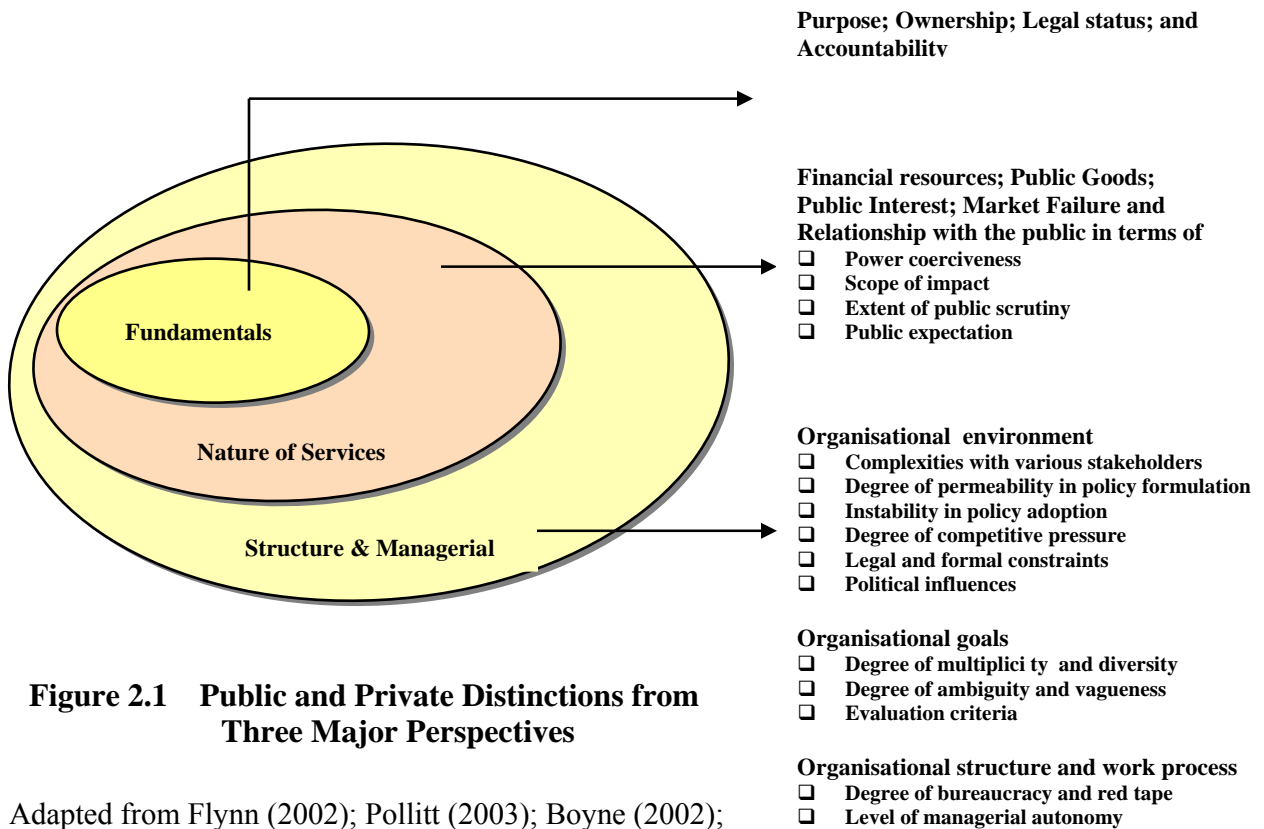 Purpose; Ownership; Legal status; and
Accountability
Financial resources; Public Goods;
Public Interest; Market Failure and
Relationship with the public in terms of
❑ Power coerciveness
❑ Scope of impact
❑ Extent of public scrutiny
❑ Public expectation
Fundamentals
Nature of Services
Structure & Managerial
Organisational environment
❑ Complexities with various stakeholders
❑ Degree of permeability in policy formulation
❑ Instability in policy adoption
❑ Degree of competitive pressure
❑ Legal and formal constraints
❑ Political influences
Organisational goals
❑ Degree of multiplici ty and diversity
❑ Degree of ambiguity and vagueness
❑ Evaluation criteria
Organisational structure and work process
❑ Degree of bureaucracy and red tape
❑ Level of managerial autonomy
Figure 2.1 Public and Private Distinctions from
Three Major Perspectives
Adapted from Flynn (2002); Pollitt (2003); Boyne (2002);